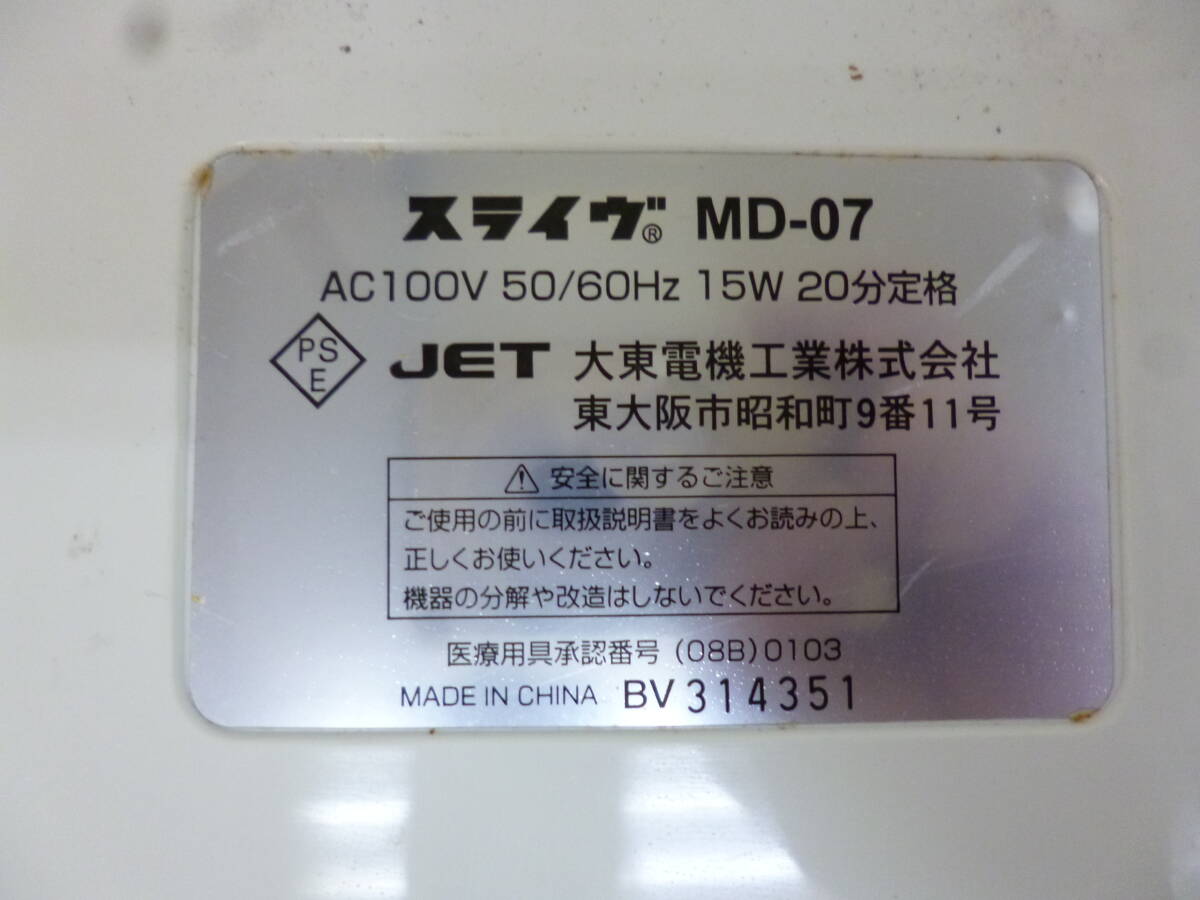 スライヴ® MD-07
AC100V 50/60Hz 15W 20分定格
PS E JET 大東電機工業株式会社
東大阪市昭和町9番11号
⚠ 安全に関するご注意
ご使用の前に取扱説明書をよくお読みの上、
正しくお使いください。
機器の分解や改造はしないでください。
医療用具承認番号 (08B)0103
MADE IN CHINA BV314351